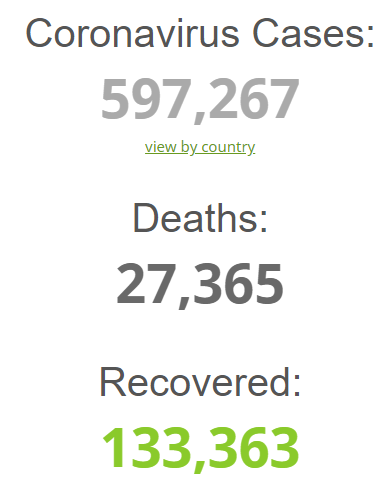 Coronavirus Cases:
597,267
view by country
Deaths:
27,365
Recovered:
133,363